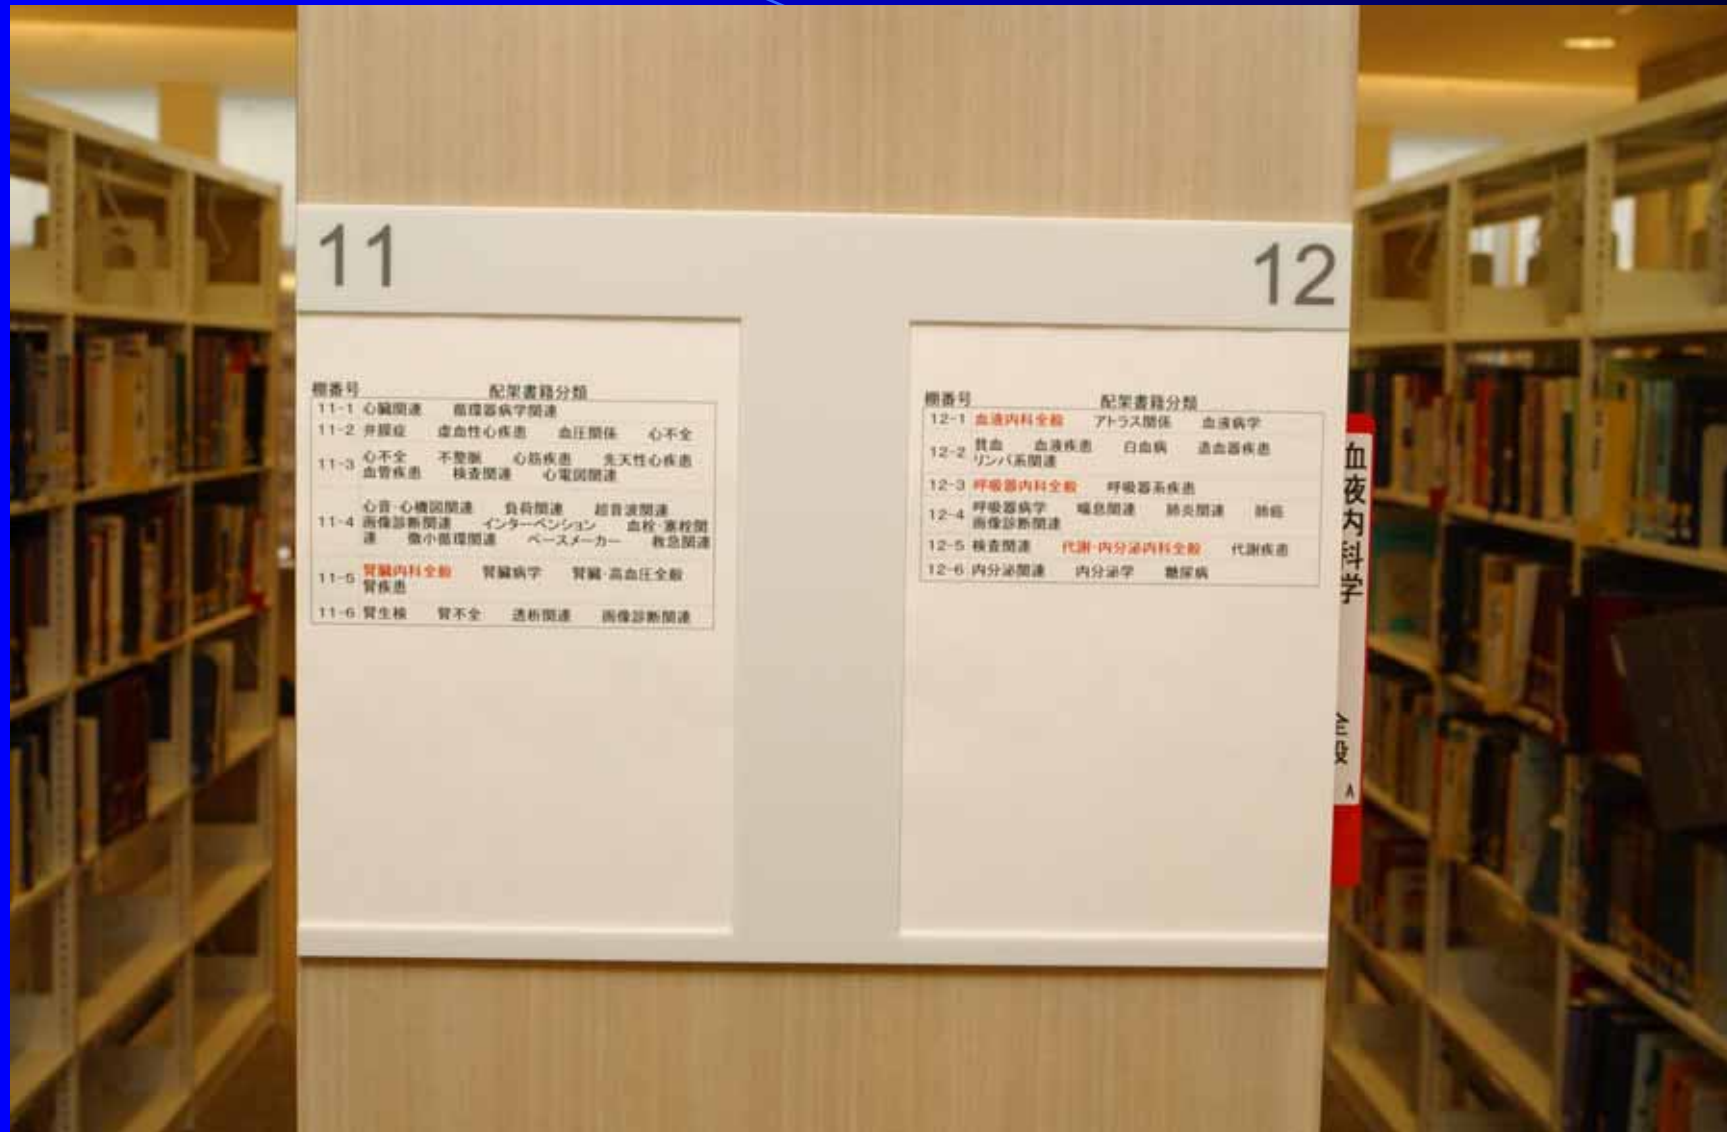 11
棚番号 配架書籍分類
11-1 心臓関連 循環器病学関連
11-2 弁膜症 虚血性心疾患 血圧関係 心不全
11-3 心不全 不整脈 心筋疾患 先天性心疾患
血管疾患 検査関連 心電図関連
心音・心機図関連 負荷関連 超音波関連
11-4 画像診断関連 インターベンション 血栓・塞栓関
連 微小循環関連 ペースメーカー 救急関連
11-5 腎臓内科全般 腎臓病学 腎臓・高血圧全般
腎疾患
11-6 腎生検 腎不全 透析関連 画像診断関連
12
棚番号 配架書籍分類
12-1 血液内科全般 アトラス関係 血液病学
12-2 貧血 血液疾患 白血病 造血器疾患
リンパ系関連
12-3 呼吸器内科全般 呼吸器系疾患
12-4 呼吸器病学 喘息関連 肺炎関連 肺癌
画像診断関連
12-5 検査関連 代謝・内分泌内科全般 代謝疾患
12-6 内分泌関連 内分泌学 糖尿病
血液内科学
全般
A